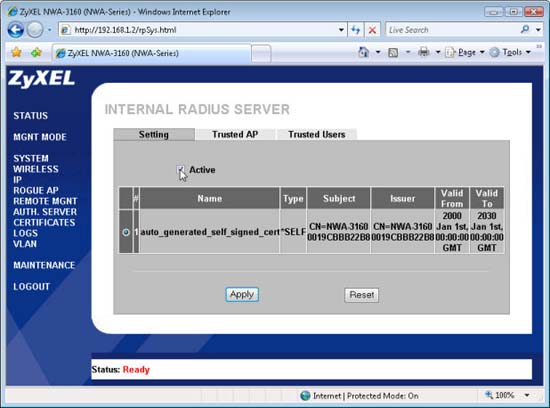 ZyXEL NWA-3160 (NWA-Series) - Windows Internet Explorer
http://192.168.1.2/rpSys.html
Live Search
ZyXEL NWA-3160 (NWA-Series)
Page
Tools
ZyXEL
STATUS
MGNT MODE
SYSTEM
WIRELESS
IP
ROGUE AP
REMOTE MGNT
AUTH. SERVER
CERTIFICATES
LOGS
VLAN
MAINTENANCE
LOGOUT
INTERNAL RADIUS SERVER
Setting Trusted AP Trusted Users
Active
# Name Type Subject Issuer Valid From Valid To
1 auto_generated_self_signed_cert *SELF CN=NWA-3160 0019CBBB22B8 CN=NWA-3160 0019CBBB22B8 2000 Jan 1st, 00:00:00 GMT 2030 Jan 1st, 00:00:00 GMT
Apply Reset
Status: Ready
Internet | Protected Mode: On
100%